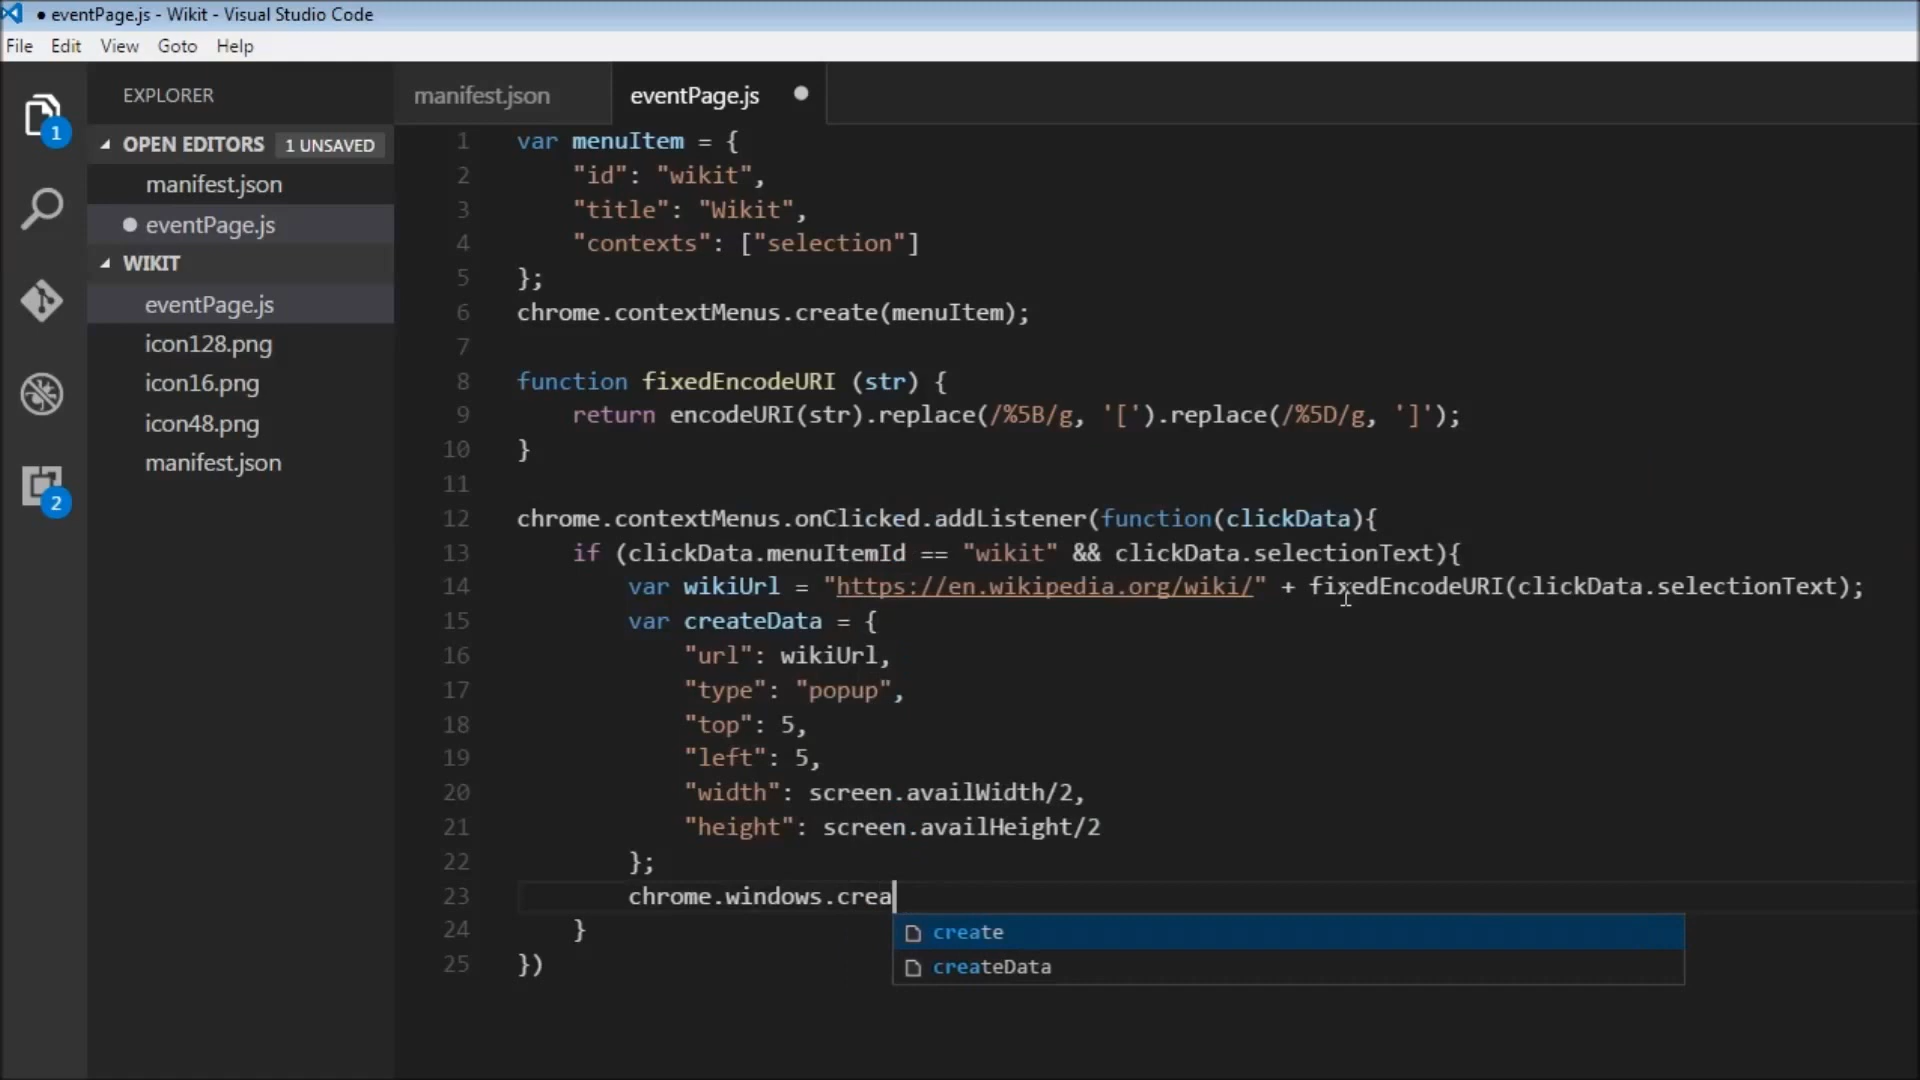 ● eventPage.js - Wikit - Visual Studio Code
File Edit View Goto Help
EXPLORER
OPEN EDITORS 1 UNSAVED
manifest.json
● eventPage.js
WIKIT
eventPage.js
icon128.png
icon16.png
icon48.png
manifest.json
1
2
manifest.json eventPage.js ●
1 var menuItem = {
2     "id": "wikit",
3     "title": "Wikit",
4     "contexts": ["selection"]
5 };
6 chrome.contextMenus.create(menuItem);
7
8 function fixedEncodeURI (str) {
9     return encodeURI(str).replace(/%5B/g, '[').replace(/%5D/g, ']');
10 }
11
12 chrome.contextMenus.onClicked.addListener(function(clickData){
13     if (clickData.menuItemId == "wikit" && clickData.selectionText){
14         var wikiUrl = "https://en.wikipedia.org/wiki/" + fixedEncodeURI(clickData.selectionText);
15         var createData = {
16             "url": wikiUrl,
17             "type": "popup",
18             "top": 5,
19             "left": 5,
20             "width": screen.availWidth/2,
21             "height": screen.availHeight/2
22         };
23         chrome.windows.crea
24     }
25 })
create
createData